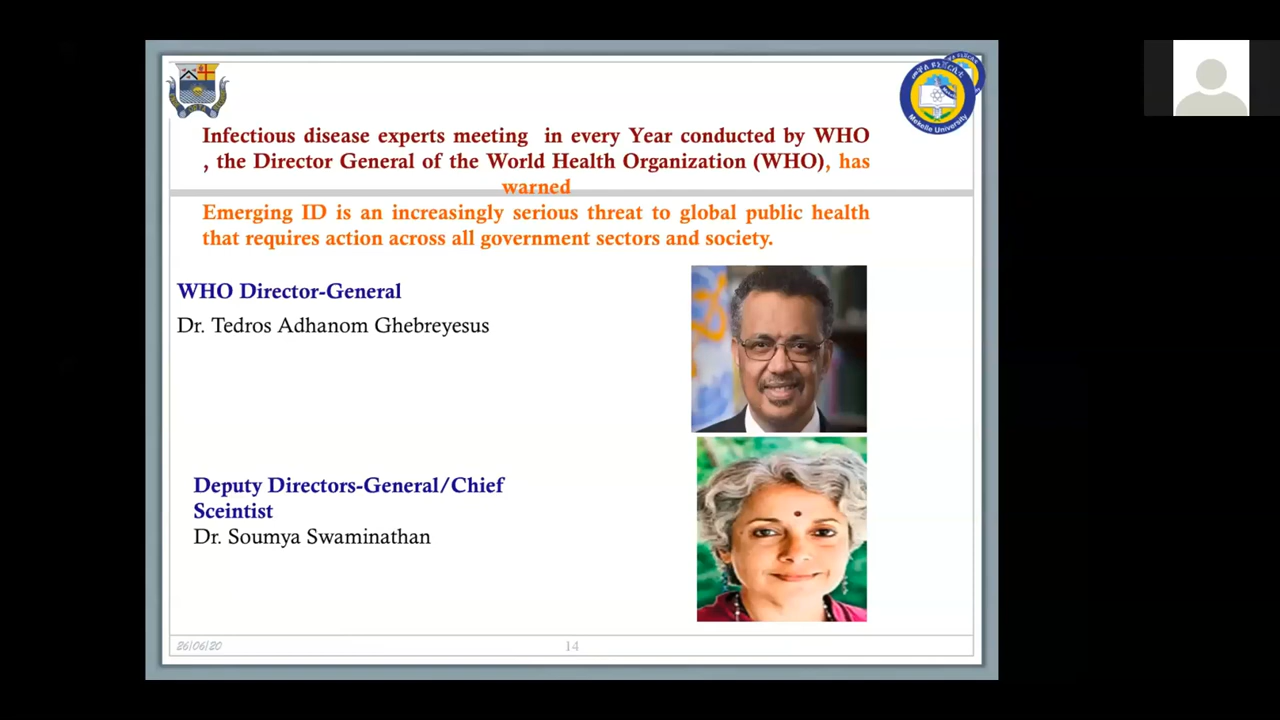 Infectious disease experts meeting in every Year conducted by WHO
, the Director General of the World Health Organization (WHO), has
warned
Emerging ID is an increasingly serious threat to global public health
that requires action across all government sectors and society.
WHO Director-General
Dr. Tedros Adhanom Ghebreyesus
Deputy Directors-General/Chief
Sceintist
Dr. Soumya Swaminathan
26/06/20
14
Mekelle University